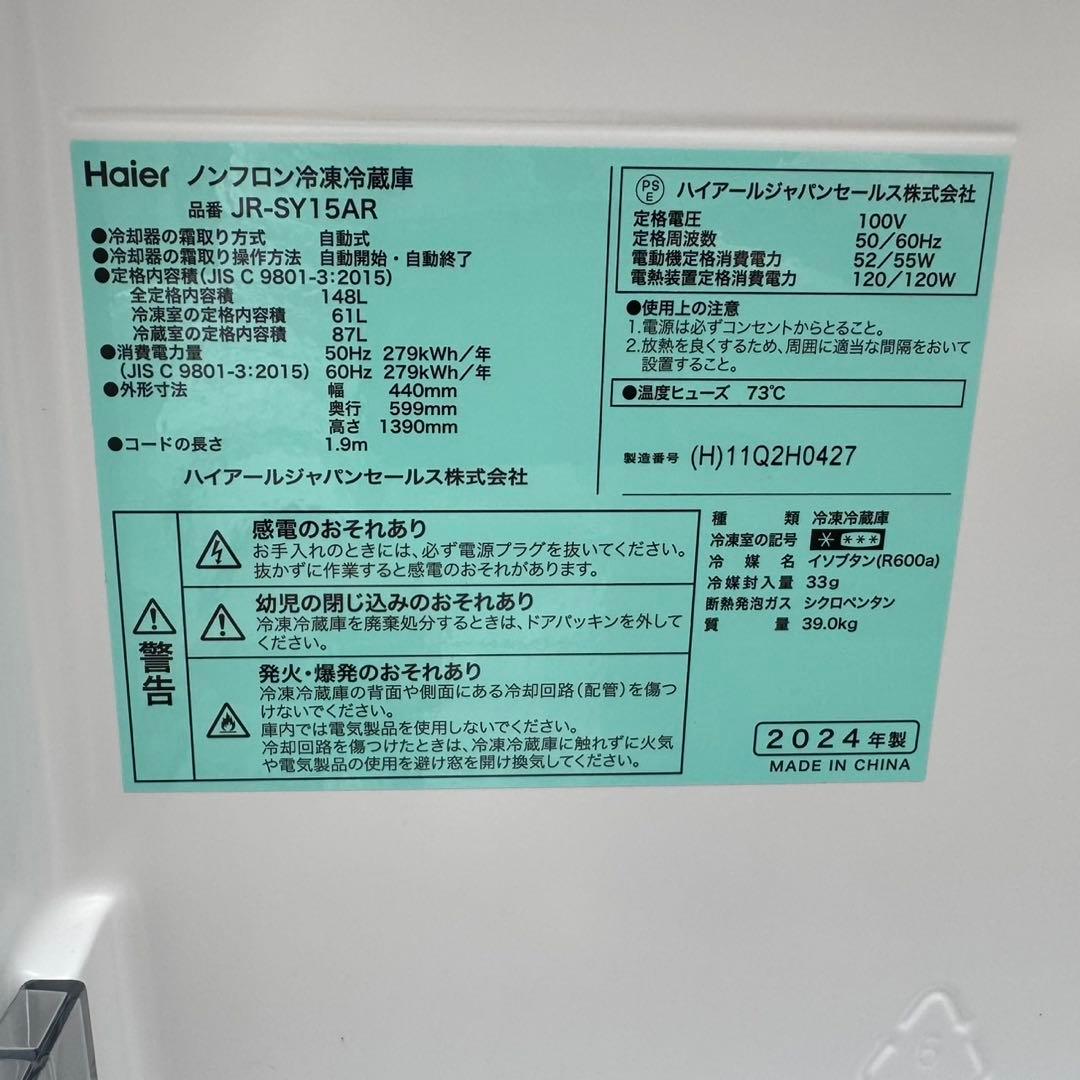 Haier ノンフロン冷凍冷蔵庫
品番 JR-SY15AR
●冷却器の霜取り方式 自動式
●冷却器の霜取り操作方法 自動開始・自動終了
●定格内容積(JIS C 9801-3:2015)
全定格内容積 148L
冷凍室の定格内容積 61L
冷蔵室の定格内容積 87L
●消費電力量 50Hz 279kWh/年
(JIS C 9801-3:2015) 60Hz 279kWh/年
●外形寸法 幅 440mm
奥行 599mm
高さ 1390mm
●コードの長さ 1.9m
ハイアールジャパンセールス株式会社
PSE ハイアールジャパンセールス株式会社
定格電圧 100V
定格周波数 50/60Hz
電動機定格消費電力 52/55W
電熱装置定格消費電力 120/120W
●使用上の注意
1.電源は必ずコンセントからとること。
2.放熱を良くするため、周囲に適当な間隔をおいて
設置すること。
●温度ヒューズ 73℃
製造番号 (H)11Q2H0427
警告
感電のおそれあり
お手入れのときには、必ず電源プラグを抜いてください。
抜かずに作業すると感電のおそれがあります。
幼児の閉じ込みのおそれあり
冷凍冷蔵庫を廃棄処分するときは、ドアパッキンを外して
ください。
発火・爆発のおそれあり
冷凍冷蔵庫の背面や側面にある冷却回路(配管)を傷つ
けないでください。
庫内では電気製品を使用しないでください。
冷却回路を傷つけたときは、冷凍冷蔵庫に触れずに火気
や電気製品の使用を避け窓を開け換気してください。
種類 冷凍冷蔵庫
冷凍室の記号 * ***
冷媒名 イソブタン(R600a)
冷媒封入量 33g
断熱発泡ガス シクロペンタン
質量 39.0kg
2024年製
MADE IN CHINA
6